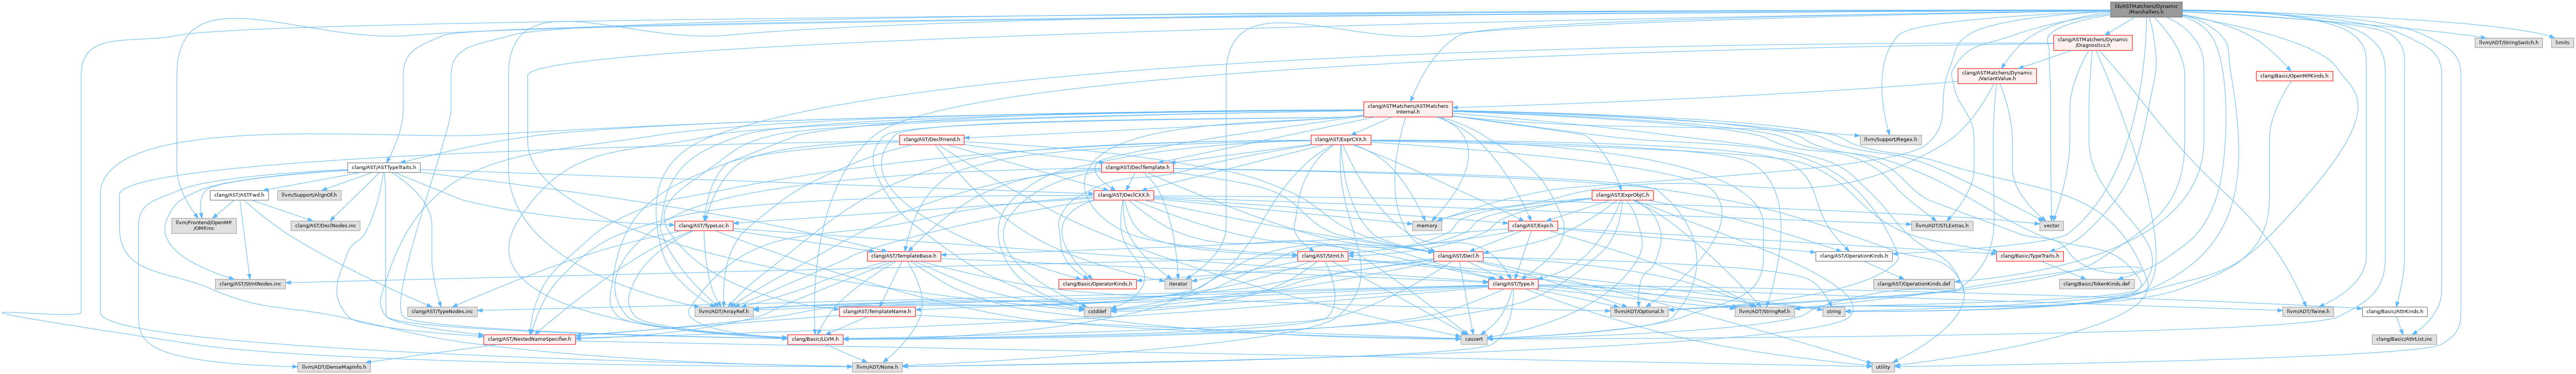 lib/ASTMatchers/Dynamic
/Marshallers.h
clang/ASTMatchers/Dynamic
/Diagnostics.h
llvm/ADT/StringSwitch.h
limits
clang/ASTMatchers/Dynamic
/VariantValue.h
clang/Basic/OpenMPKinds.h
clang/ASTMatchers/ASTMatchers
Internal.h
clang/AST/DeclFriend.h
clang/AST/ExprCXX.h
llvm/Support/Regex.h
clang/AST/ASTTypeTraits.h
clang/AST/DeclTemplate.h
clang/AST/ASTFwd.h
llvm/Support/AlignOf.h
clang/AST/DeclCXX.h
clang/AST/ExprObjC.h
llvm/Frontend/OpenMP
/OMP.inc
clang/AST/DeclNodes.inc
clang/AST/TypeLoc.h
memory
clang/AST/Expr.h
llvm/ADT/STLExtras.h
vector
clang/AST/TemplateBase.h
clang/AST/Stmt.h
clang/AST/Decl.h
clang/AST/OperationKinds.h
clang/Basic/TypeTraits.h
clang/AST/StmtNodes.inc
clang/Basic/OperatorKinds.h
iterator
clang/AST/Type.h
clang/AST/OperationKinds.def
clang/Basic/TokenKinds.def
clang/AST/TypeNodes.inc
llvm/ADT/ArrayRef.h
clang/AST/TemplateName.h
cstddef
llvm/ADT/Optional.h
llvm/ADT/StringRef.h
string
llvm/ADT/Twine.h
clang/Basic/AttrKinds.h
clang/AST/NestedNameSpecifier.h
clang/Basic/LLVM.h
cassert
clang/Basic/AttrList.inc
llvm/ADT/DenseMapInfo.h
llvm/ADT/None.h
utility